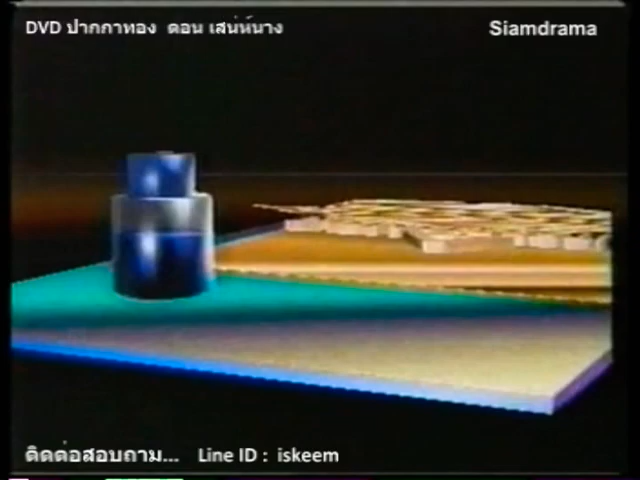 DVD ปากกาทอง ตอน เสน่ห์นาง
Siamdrama
ติดต่อสอบถาม... Line ID : iskeem